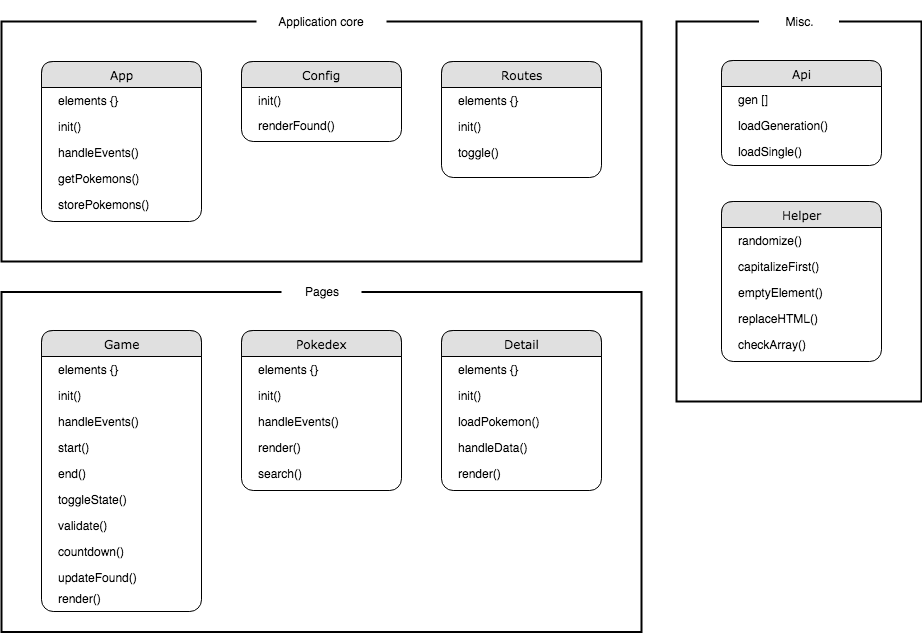 Application core
App
elements {}
init()
handleEvents()
getPokemons()
storePokemons()
Config
init()
renderFound()
Routes
elements {}
init()
toggle()
Misc.
Api
gen []
loadGeneration()
loadSingle()
Helper
randomize()
capitalizeFirst()
emptyElement()
replaceHTML()
checkArray()
Pages
Game
elements {}
init()
handleEvents()
start()
end()
toggleState()
validate()
countdown()
updateFound()
render()
Pokedex
elements {}
init()
handleEvents()
render()
search()
Detail
elements {}
init()
loadPokemon()
handleData()
render()